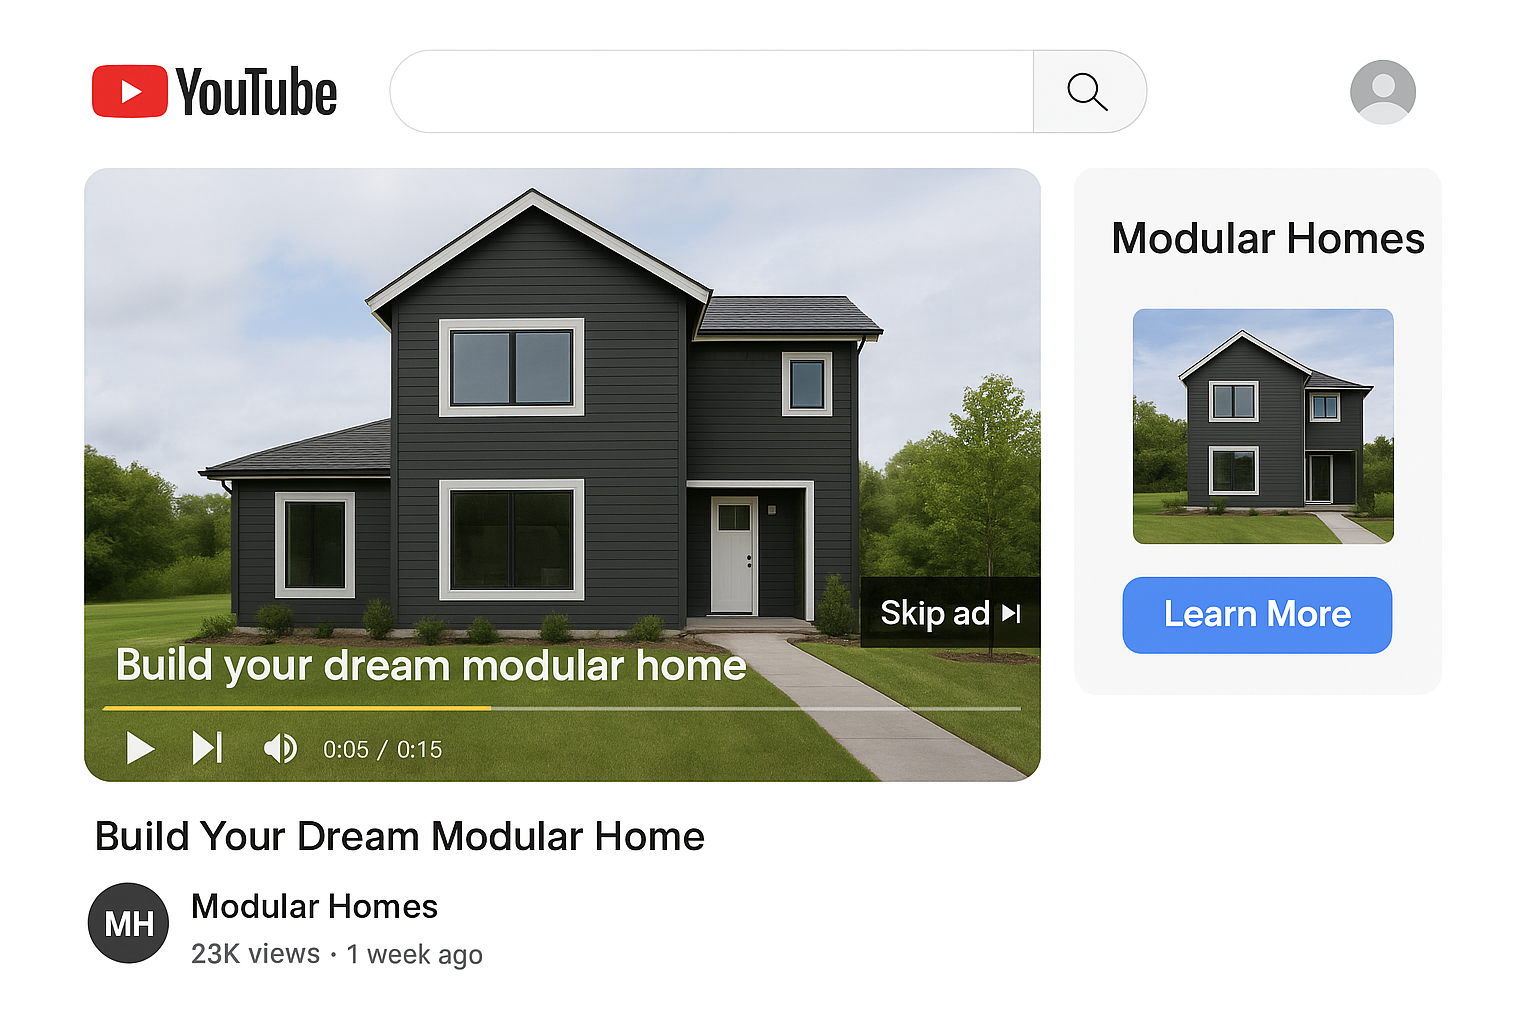 YouTube
Modular Homes
Skip ad
Learn More
Build your dream modular home
0:05 / 0:15
Build Your Dream Modular Home
MH
Modular Homes
23K views · 1 week ago